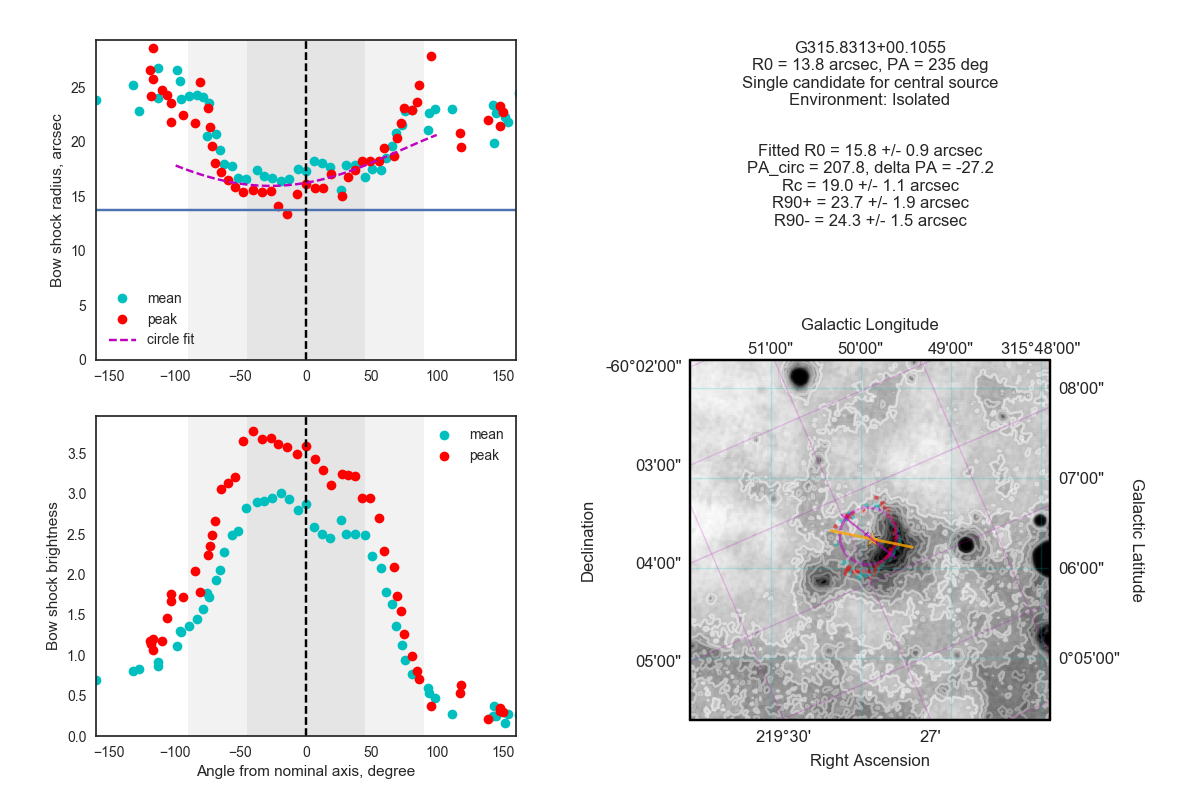 G315.8313+00.1055
R0 = 13.8 arcsec, PA = 235 deg
Single candidate for central source
Environment: Isolated
Fitted R0 = 15.8 +/- 0.9 arcsec
PA_circ = 207.8, delta PA = -27.2
Rc = 19.0 +/- 1.1 arcsec
R90+ = 23.7 +/- 1.9 arcsec
R90- = 24.3 +/- 1.5 arcsec
Bow shock radius, arcsec
25
20
15
10
5
0
mean
peak
circle fit
−150 −100 −50 0 50 100 150
Bow shock brightness
3.5
3.0
2.5
2.0
1.5
1.0
0.5
0.0
mean
peak
−150 −100 −50 0 50 100 150
Angle from nominal axis, degree
Galactic Longitude
51'00" 50'00" 49'00" 315°48'00"
-60°02'00"
03'00"
04'00"
05'00"
Declination
08'00"
07'00"
06'00"
0°05'00"
Galactic Latitude
219°30' 27'
Right Ascension